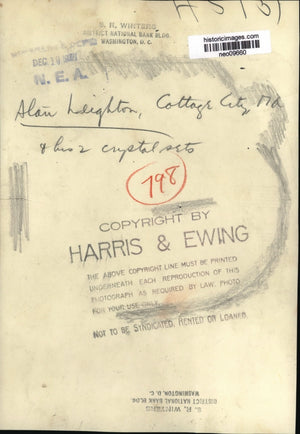 historicimages.com
neo09660
S. R. WINTERS
DISTRICT NATIONAL BANK BLDG.
WASHINGTON, D. C.
DEC 10 1921
N. E. A.
Alan Leighton, Cottage City, Md
& his 2 crystal sets
798
COPYRIGHT BY
HARRIS & EWING
THE ABOVE COPYRIGHT LINE MUST BE PRINTED
UNDERNEATH EACH REPRODUCTION OF THIS
PHOTOGRAPH AS REQUIRED BY LAW. PHOTO
FOR YOUR USE ONLY.
NOT TO BE SYNDICATED, RENTED OR LOANED.
S. R. WINTERS
DISTRICT NATIONAL BANK BLDG.
WASHINGTON, D. C.